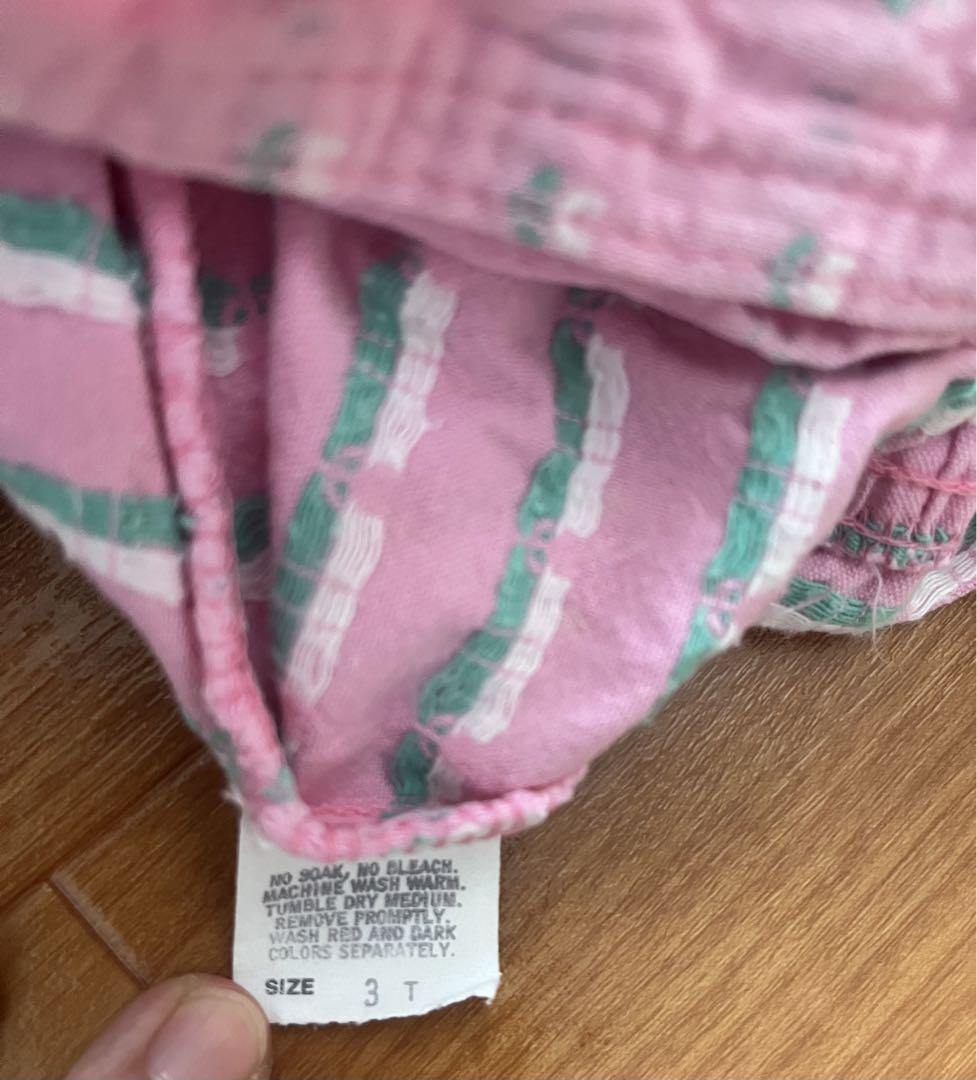 NO SOAK, NO BLEACH.
MACHINE WASH WARM.
TUMBLE DRY MEDIUM.
REMOVE PROMPTLY.
WASH RED AND DARK
COLORS SEPARATELY.
SIZE 3 T